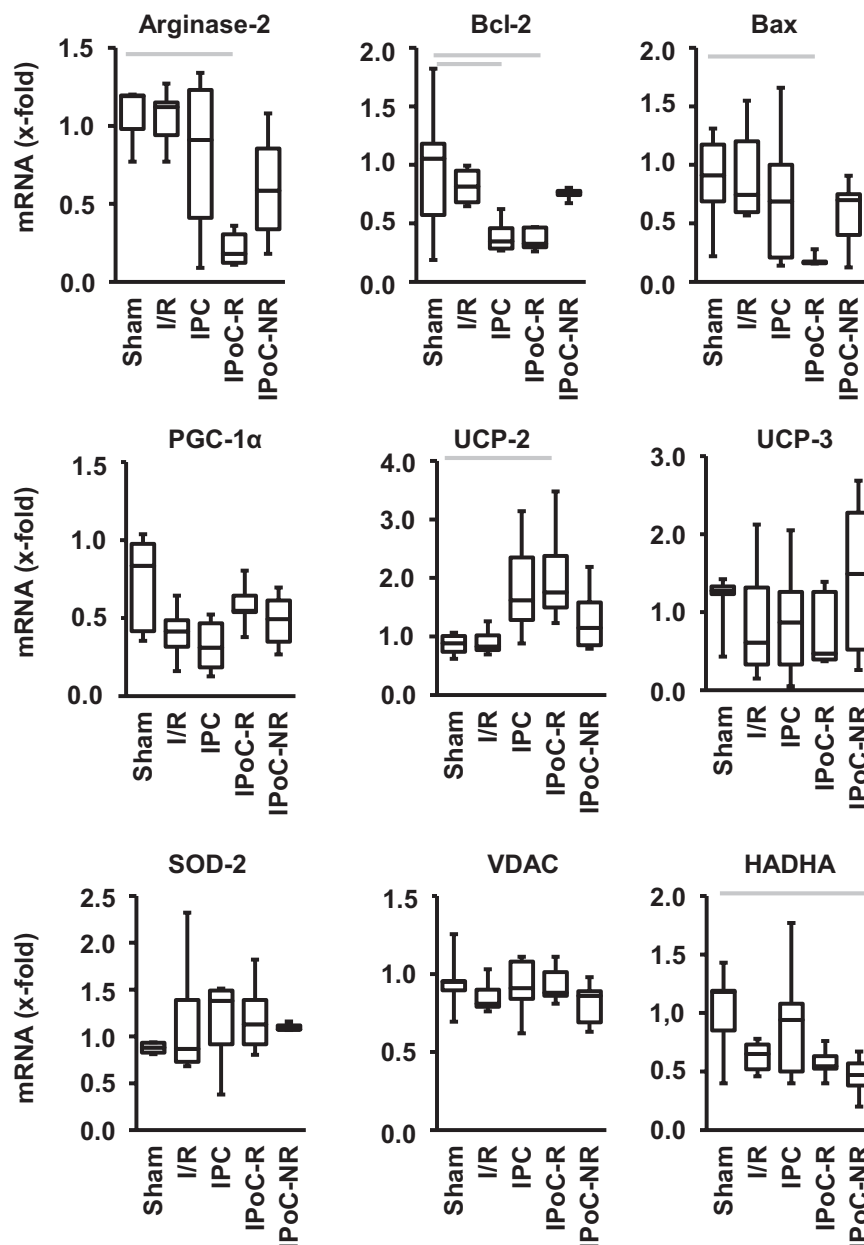 Arginase-2
Bcl-2
Bax
mRNA (x-fold)
1.5
1.0
0.5
0.0
2.0
1.5
1.0
0.5
0.0
2.0
1.5
1.0
0.5
0.0
Sham
I/R
IPC
IPoC-R
IPoC-NR
Sham
I/R
IPC
IPoC-R
IPoC-NR
Sham
I/R
IPC
IPoC-R
IPoC-NR
PGC-1α
UCP-2
UCP-3
mRNA (x-fold)
1.5
1.0
0.5
0.0
4.0
3.0
2.0
1.0
0.0
3.0
2.0
1.0
0.0
Sham
I/R
IPC
IPoC-R
IPoC-NR
Sham
I/R
IPC
IPoC-R
IPoC-NR
Sham
I/R
IPC
IPoC-R
IPoC-NR
SOD-2
VDAC
HADHA
mRNA (x-fold)
2.5
2.0
1.5
1.0
0.5
0.0
1.5
1.0
0.5
0.0
2.0
1.5
1,0
0.5
0.0
Sham
I/R
IPC
IPoC-R
IPoC-NR
Sham
I/R
IPC
IPoC-R
IPoC-NR
Sham
I/R
IPC
IPoC-R
IPoC-NR